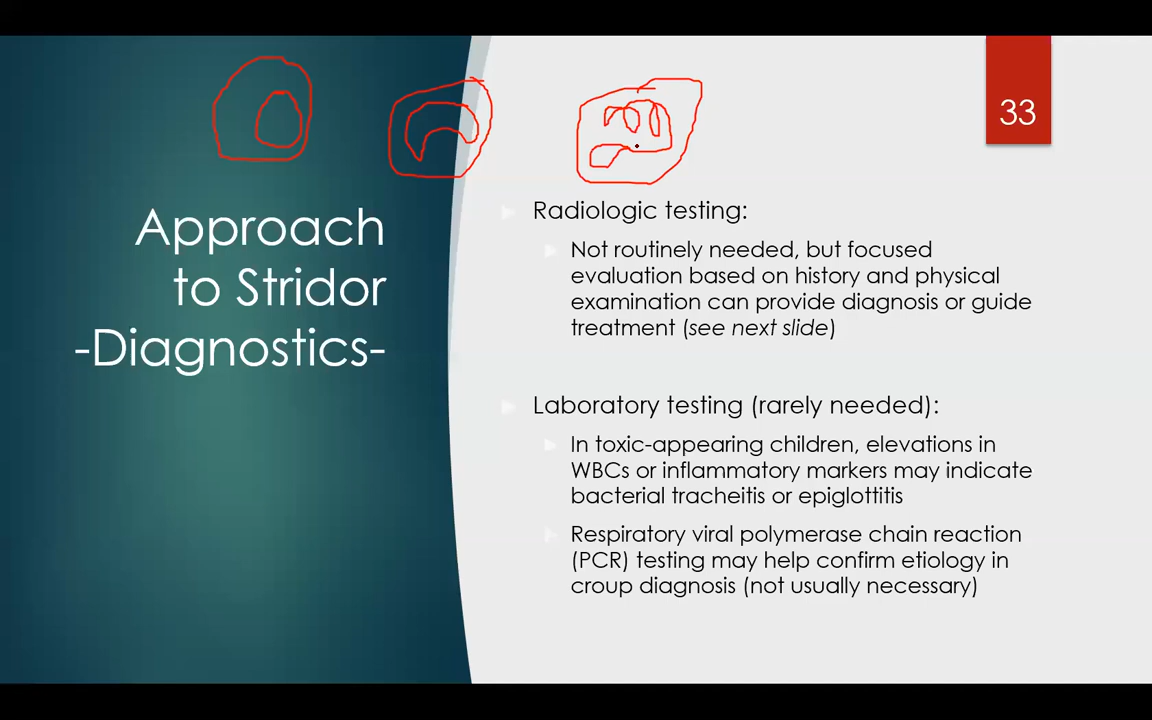 33
Approach
to Stridor
-Diagnostics-
Radiologic testing:
Not routinely needed, but focused
evaluation based on history and physical
examination can provide diagnosis or guide
treatment (see next slide)
Laboratory testing (rarely needed):
In toxic-appearing children, elevations in
WBCs or inflammatory markers may indicate
bacterial tracheitis or epiglottitis
Respiratory viral polymerase chain reaction
(PCR) testing may help confirm etiology in
croup diagnosis (not usually necessary)